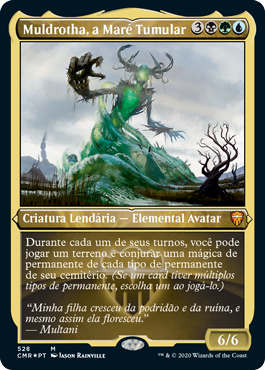 Muldrotha, a Maré Tumular 3
Criatura Lendária — Elemental Avatar
Durante cada um de seus turnos, você pode
jogar um terreno e conjurar uma mágica de
permanente de cada tipo de permanente
de seu cemitério. (Se um card tiver múltiplos
tipos de permanente, escolha um ao jogá-lo.)
“Minha filha cresceu da podridão e da ruína, e
mesmo assim ela floresceu.”
— Multani
6/6
528 M
CMR★PT Jason Rainville ™ & © 2020 Wizards of the Coast